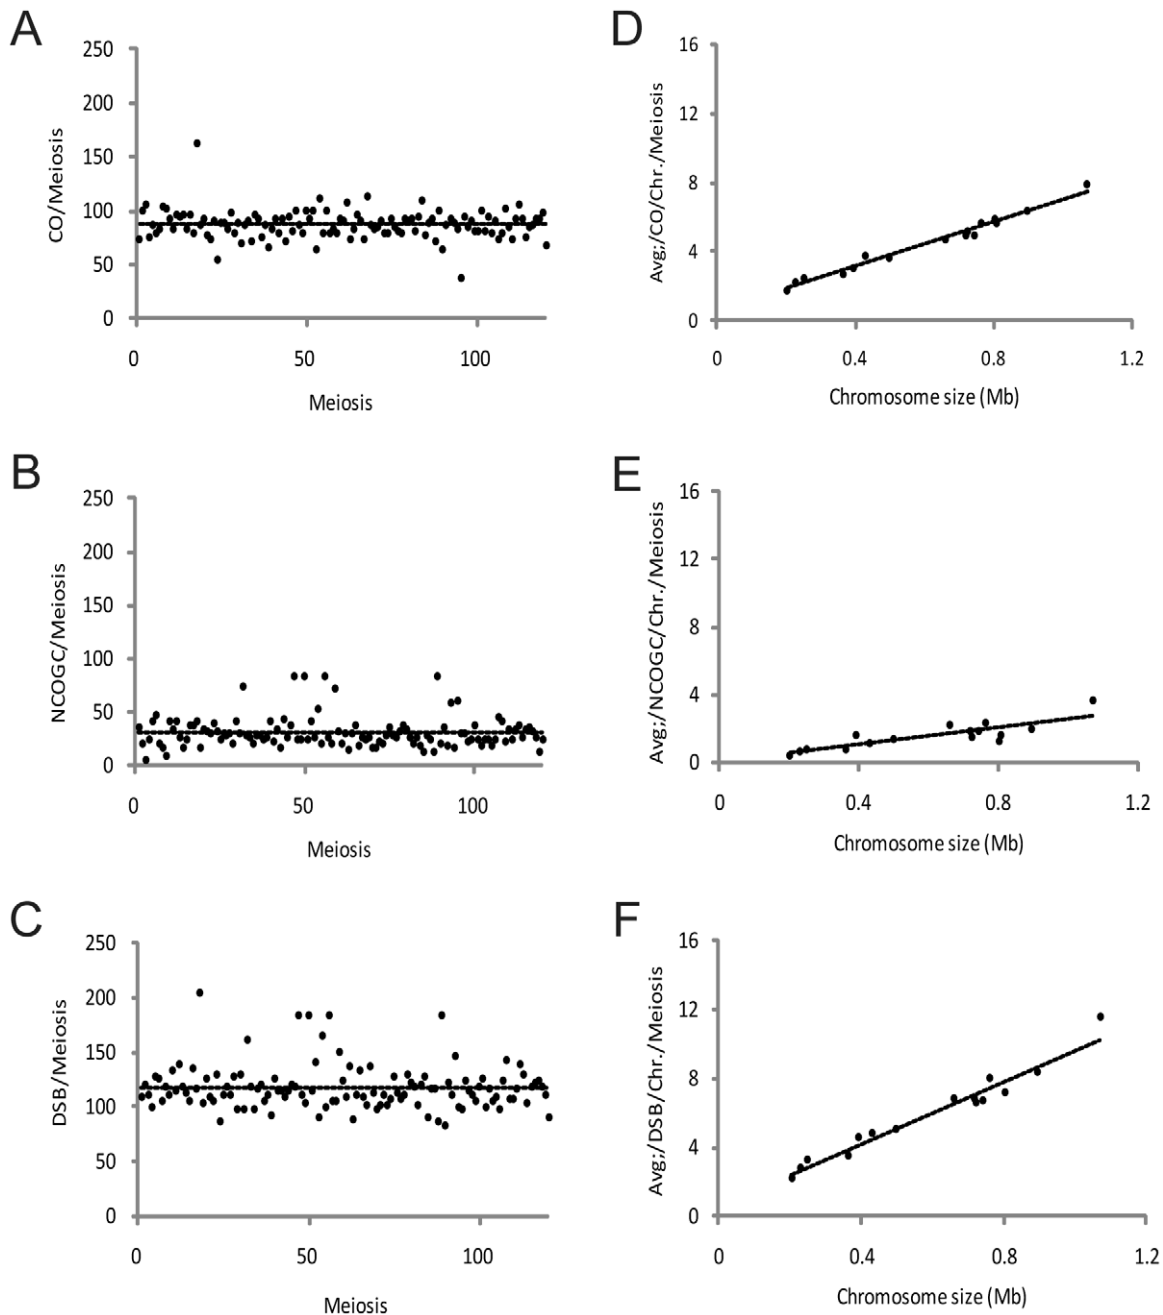 A
250
200
150
100
50
0
CO/Meiosis
0 50 100
Meiosis
D
16
12
8
4
0
Avg;/CO/Chr./Meiosis
0 0.4 0.8 1.2
Chromosome size (Mb)
B
250
200
150
100
50
0
NCOGC/Meiosis
0 50 100
Meiosis
E
16
12
8
4
0
Avg;/NCOGC/Chr./Meiosis
0 0.4 0.8 1.2
Chromosome size (Mb)
C
250
200
150
100
50
0
DSB/Meiosis
0 50 100
Meiosis
F
16
12
8
4
0
Avg;/DSB/Chr./Meiosis
0 0.4 0.8 1.2
Chromosome size (Mb)